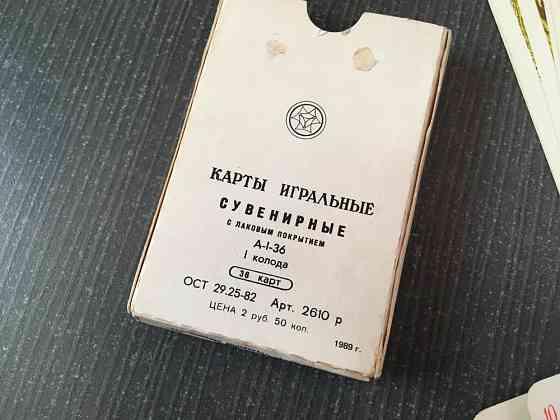 КАРТЫ ИГРАЛЬНЫЕ
СУВЕНИРНЫЕ
С ЛАКОВЫМ ПОКРЫТИЕМ
А-I-36
I колода
36 карт
ОСТ 29.25-82 Арт. 2610 р
ЦЕНА 2 руб. 50 коп.
1989 г.